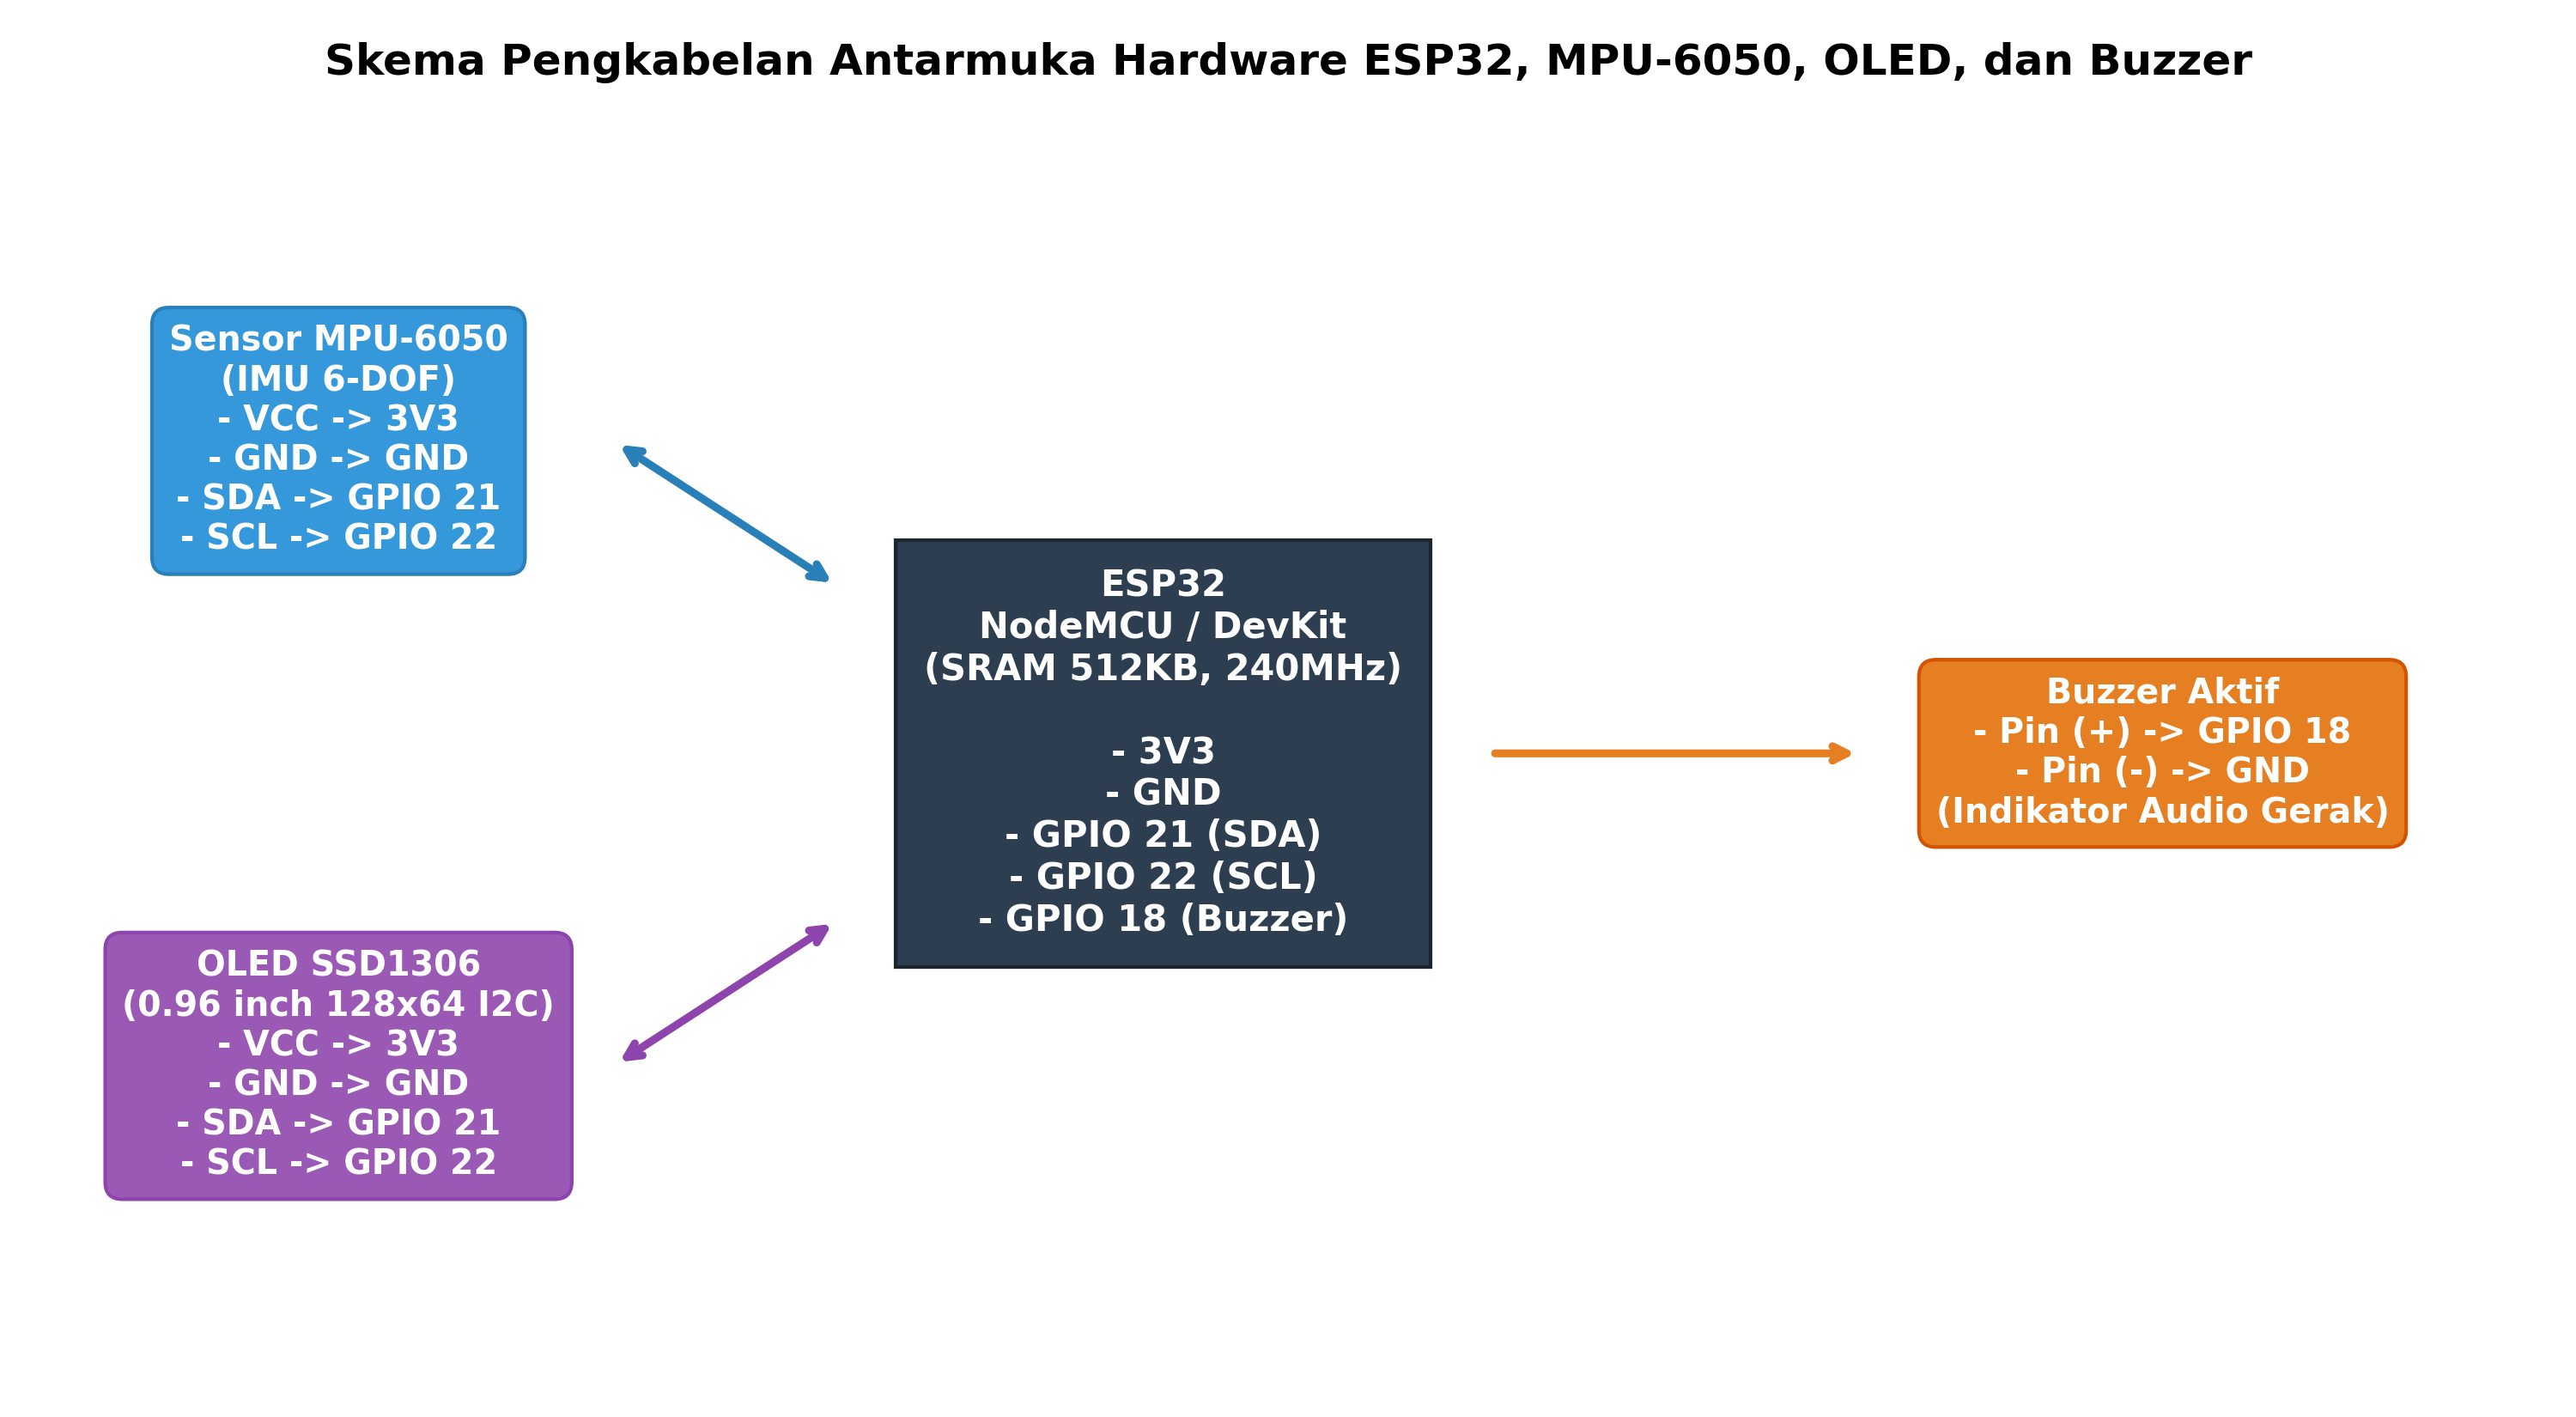 Skema Pengkabelan Antarmuka Hardware ESP32, MPU-6050, OLED, dan Buzzer
Sensor MPU-6050
(IMU 6-DOF)
- VCC -> 3V3
- GND -> GND
- SDA -> GPIO 21
- SCL -> GPIO 22
ESP32
NodeMCU / DevKit
(SRAM 512KB, 240MHz)
- 3V3
- GND
- GPIO 21 (SDA)
- GPIO 22 (SCL)
- GPIO 18 (Buzzer)
Buzzer Aktif
- Pin (+) -> GPIO 18
- Pin (-) -> GND
(Indikator Audio Gerak)
OLED SSD1306
(0.96 inch 128x64 I2C)
- VCC -> 3V3
- GND -> GND
- SDA -> GPIO 21
- SCL -> GPIO 22